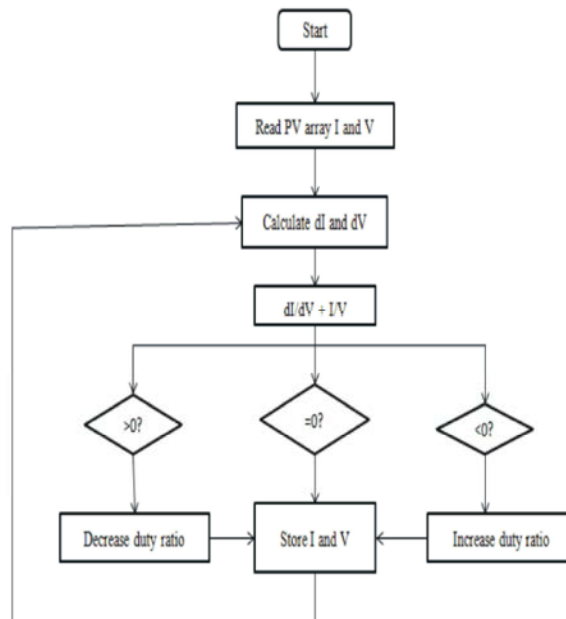 Start
Read PV array I and V
Calculate dI and dV
dI/dV + I/V
>0?
=0?
<0?
Decrease duty ratio
Store I and V
Increase duty ratio